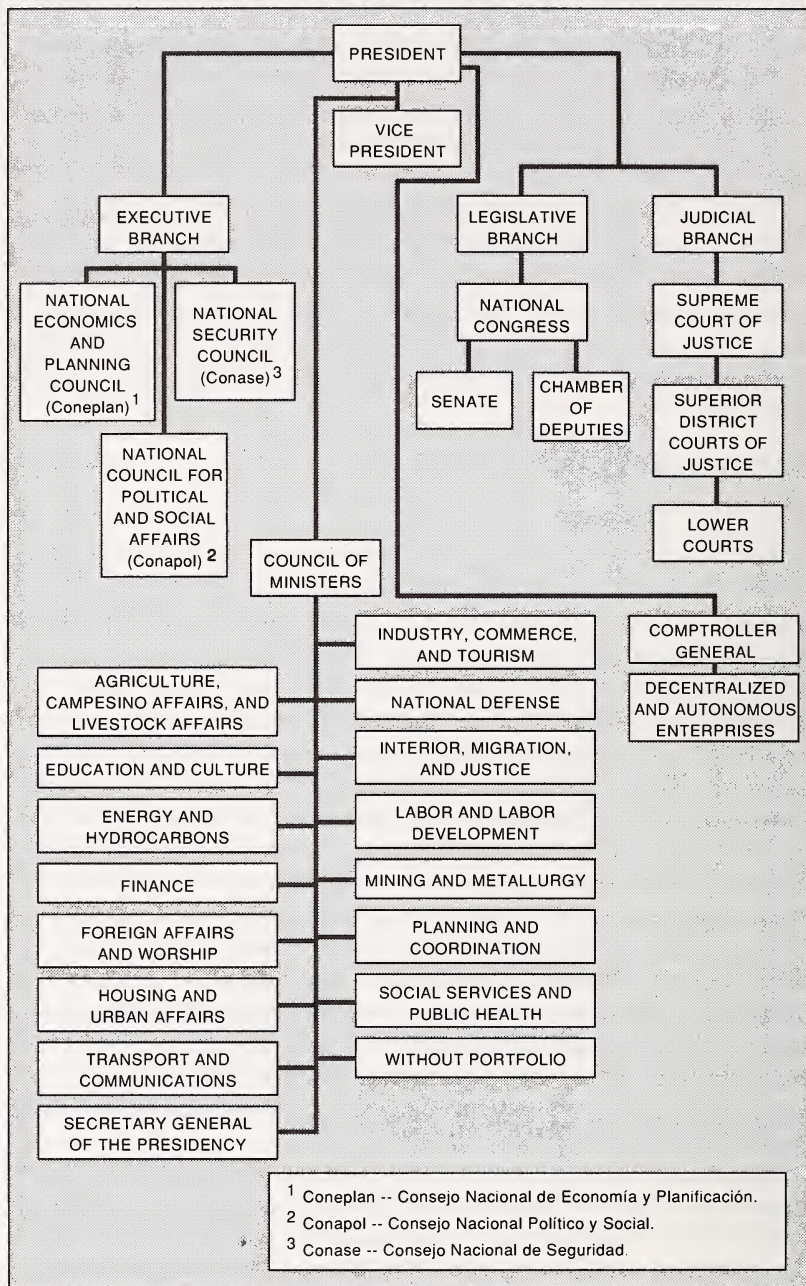 PRESIDENT
VICE
PRESIDENT
EXECUTIVE
BRANCH
LEGISLATIVE
BRANCH
JUDICIAL
BRANCH
NATIONAL
ECONOMICS
AND
PLANNING
COUNCIL
(Coneplan) 1
NATIONAL
SECURITY
COUNCIL
(Conase) 3
NATIONAL
COUNCIL FOR
POLITICAL
AND SOCIAL
AFFAIRS
(Conapol) 2
NATIONAL
CONGRESS
SENATE
CHAMBER
OF
DEPUTIES
SUPREME
COURT OF
JUSTICE
SUPERIOR
DISTRICT
COURTS OF
JUSTICE
LOWER
COURTS
COUNCIL OF
MINISTERS
AGRICULTURE,
CAMPESINO AFFAIRS, AND
LIVESTOCK AFFAIRS
EDUCATION AND CULTURE
ENERGY AND
HYDROCARBONS
FINANCE
FOREIGN AFFAIRS
AND WORSHIP
HOUSING AND
URBAN AFFAIRS
TRANSPORT AND
COMMUNICATIONS
SECRETARY GENERAL
OF THE PRESIDENCY
INDUSTRY, COMMERCE,
AND TOURISM
NATIONAL DEFENSE
INTERIOR, MIGRATION,
AND JUSTICE
LABOR AND LABOR
DEVELOPMENT
MINING AND METALLURGY
PLANNING AND
COORDINATION
SOCIAL SERVICES AND
PUBLIC HEALTH
WITHOUT PORTFOLIO
COMPTROLLER
GENERAL
DECENTRALIZED
AND AUTONOMOUS
ENTERPRISES
1 Coneplan -- Consejo Nacional de Economía y Planificación.
2 Conapol -- Consejo Nacional Político y Social.
3 Conase -- Consejo Nacional de Seguridad.